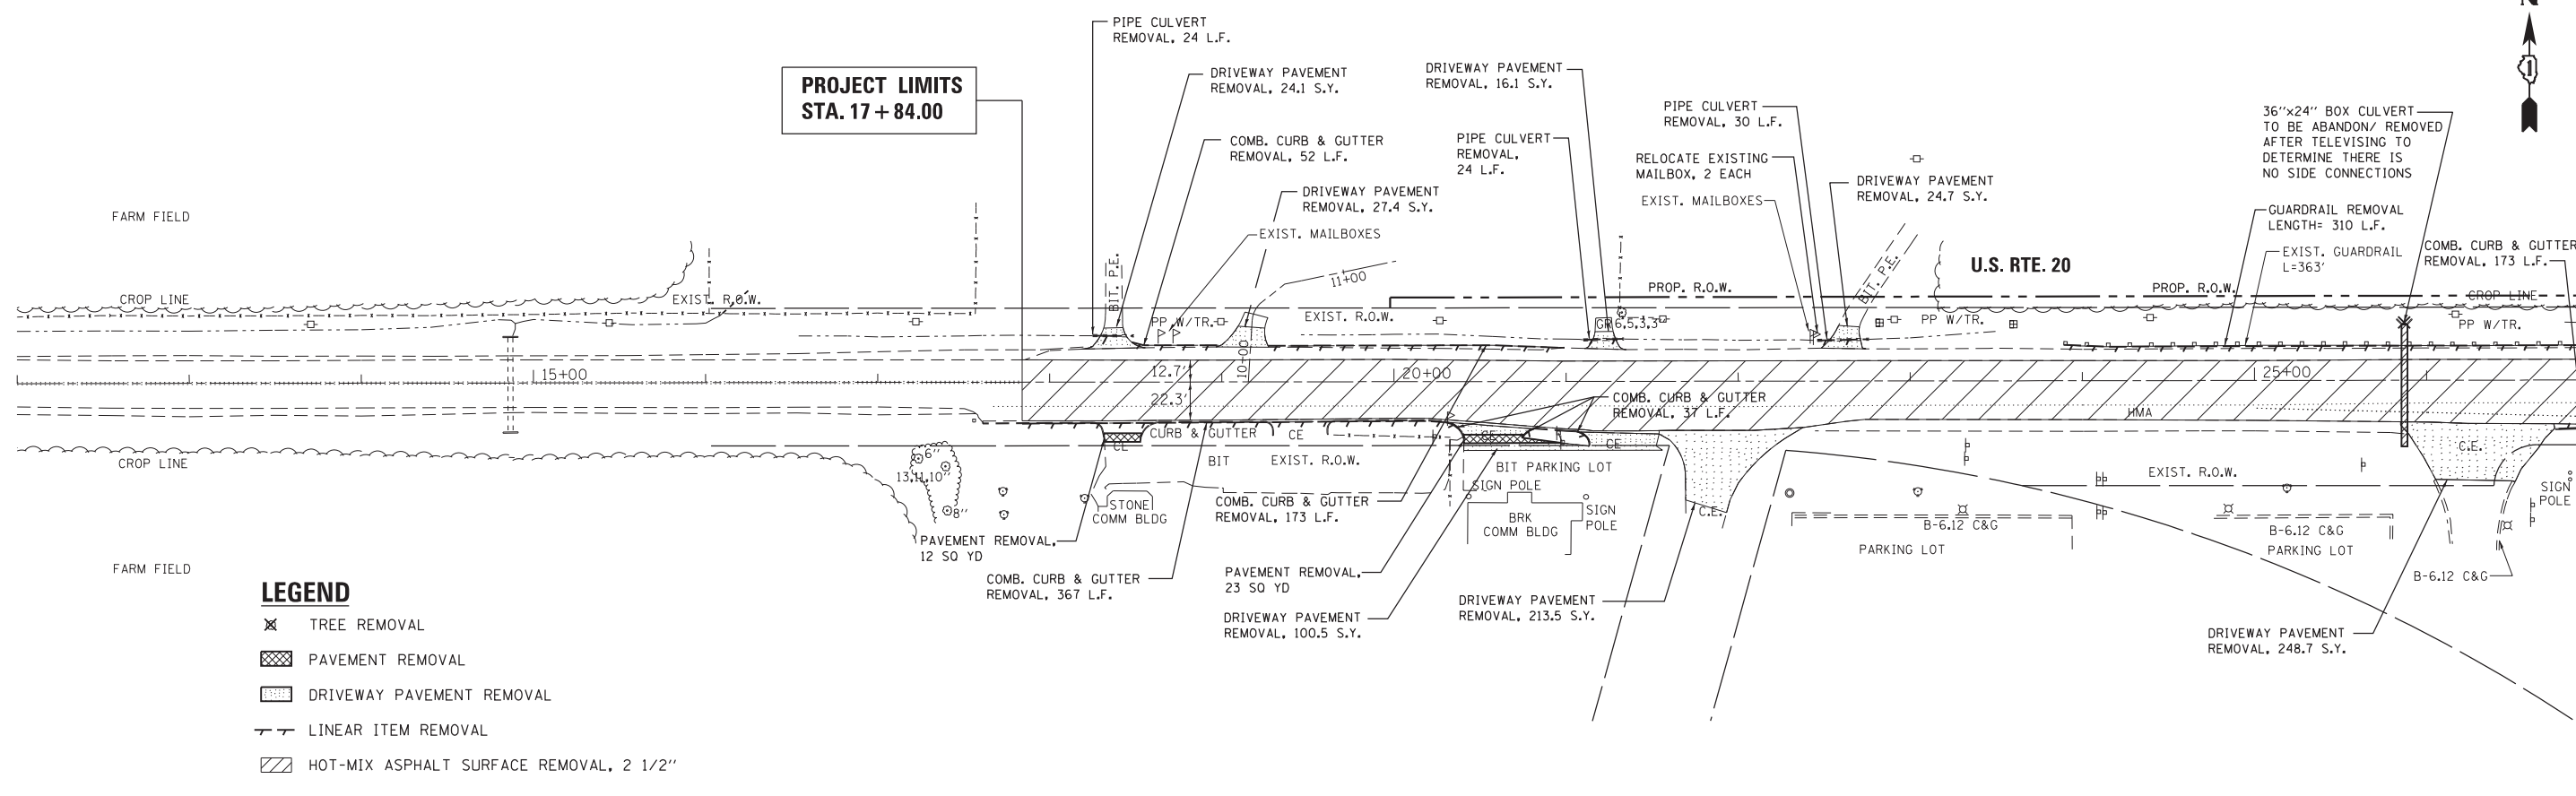 PIPE CULVERT
REMOVAL, 24 L.F.
PROJECT LIMITS
STA. 17+84.00
DRIVEWAY PAVEMENT
REMOVAL, 24.1 S.Y.
COMB. CURB & GUTTER
REMOVAL, 52 L.F.
DRIVEWAY PAVEMENT
REMOVAL, 27.4 S.Y.
EXIST. MAILBOXES
DRIVEWAY PAVEMENT
REMOVAL, 16.1 S.Y.
PIPE CULVERT
REMOVAL,
24 L.F.
PIPE CULVERT
REMOVAL, 30 L.F.
RELOCATE EXISTING
MAILBOX, 2 EACH
EXIST. MAILBOXES
DRIVEWAY PAVEMENT
REMOVAL, 24.7 S.Y.
36"x24" BOX CULVERT
TO BE ABANDON/ REMOVED
AFTER TELEVISING TO
DETERMINE THERE IS
NO SIDE CONNECTIONS
GUARDRAIL REMOVAL
LENGTH= 310 L.F.
EXIST. GUARDRAIL
L=363'
COMB. CURB & GUTTER
REMOVAL, 173 L.F.
N
1
U.S. RTE. 20
FARM FIELD
CROP LINE
EXIST. R.O.W.
BIT. P.E.
PP W/TR.
11+00
10+00
EXIST. R.O.W.
GR
6,5,3,3
PROP. R.O.W.
BIT. P.E.
PP W/TR.
PROP. R.O.W.
CROP LINE
PP W/TR.
15+00
12.7'
22.3'
20+00
25+00
HMA
COMB. CURB & GUTTER
REMOVAL, 37 L.F.
CROP LINE
CURB & GUTTER
CE
CE
CE
BIT
EXIST. R.O.W.
BIT PARKING LOT
6"
13,11,10"
8"
STONE
COMM BLDG
SIGN POLE
BRK
COMM BLDG
SIGN
POLE
C.E.
EXIST. R.O.W.
C.E.
SIGN
POLE
B-6.12 C&G
PARKING LOT
B-6.12 C&G
PARKING LOT
B-6.12 C&G
PAVEMENT REMOVAL,
12 SQ YD
COMB. CURB & GUTTER
REMOVAL, 173 L.F.
COMB. CURB & GUTTER
REMOVAL, 367 L.F.
PAVEMENT REMOVAL,
23 SQ YD
DRIVEWAY PAVEMENT
REMOVAL, 100.5 S.Y.
DRIVEWAY PAVEMENT
REMOVAL, 213.5 S.Y.
DRIVEWAY PAVEMENT
REMOVAL, 248.7 S.Y.
FARM FIELD
LEGEND
TREE REMOVAL
PAVEMENT REMOVAL
DRIVEWAY PAVEMENT REMOVAL
LINEAR ITEM REMOVAL
HOT-MIX ASPHALT SURFACE REMOVAL, 2 1/2"